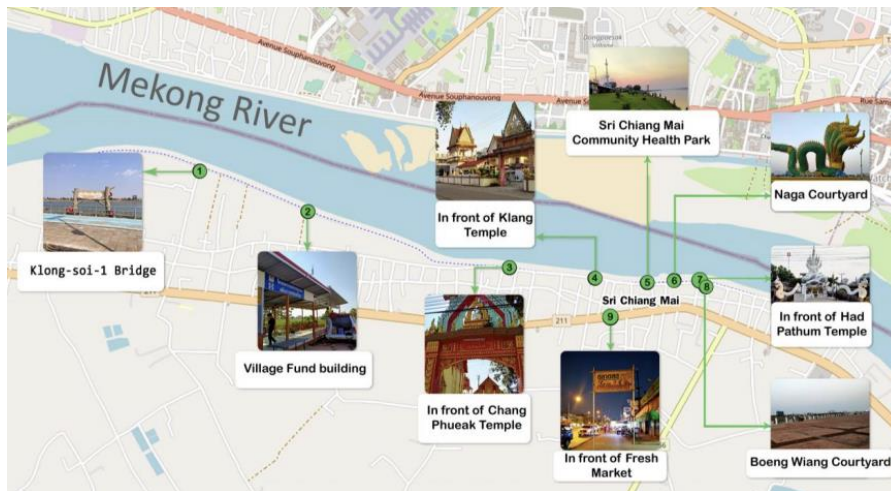 Avenue Souphanouvong
Avenue Souphanouvong
Avenue S
Mekong River
Sri Chiang Mai
Community Health Park
Naga Courtyard
In front of Klang
Temple
Klong-soi-1 Bridge
1
2
3
4
5
6
7
8
9
Sri Chiang Mai
211
211
In front of Had
Pathum Temple
Village Fund building
In front of Chang
Phueak Temple
In front of Fresh
Market
Boeng Wiang Courtyard